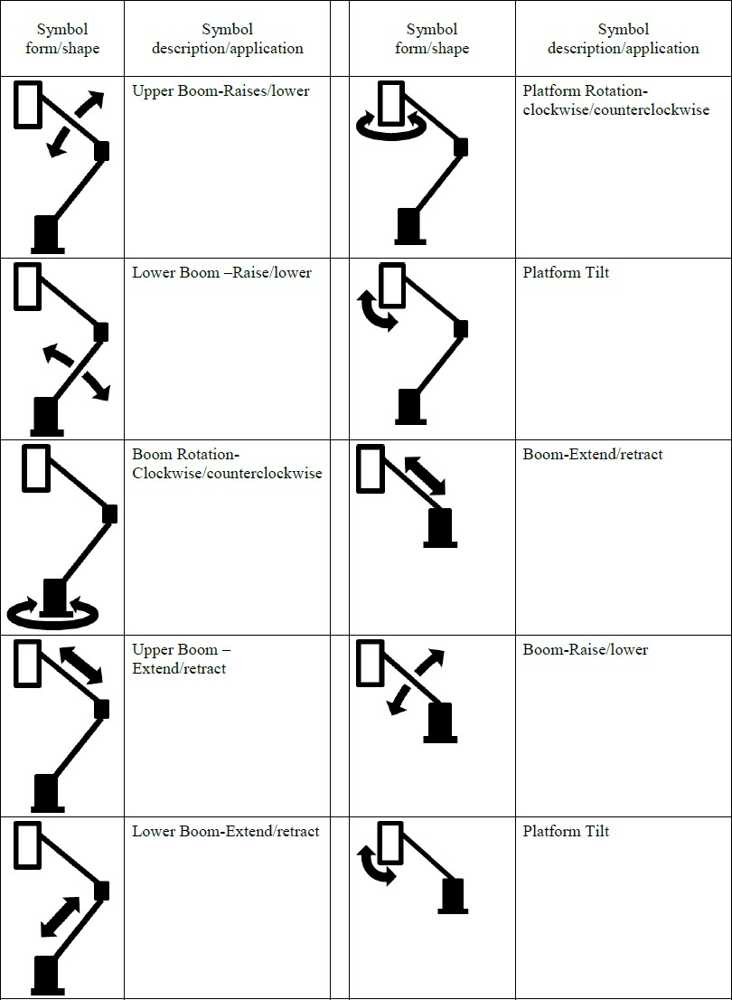 Symbol
form/shape
Symbol
description/application
Symbol
form/shape
Symbol
description/application
Upper Boom-Raises/lower
Platform Rotation-
clockwise/counterclockwise
Lower Boom –Raise/lower
Platform Tilt
Boom Rotation-
Clockwise/counterclockwise
Boom-Extend/retract
Upper Boom –
Extend/retract
Boom-Raise/lower
Lower Boom-Extend/retract
Platform Tilt